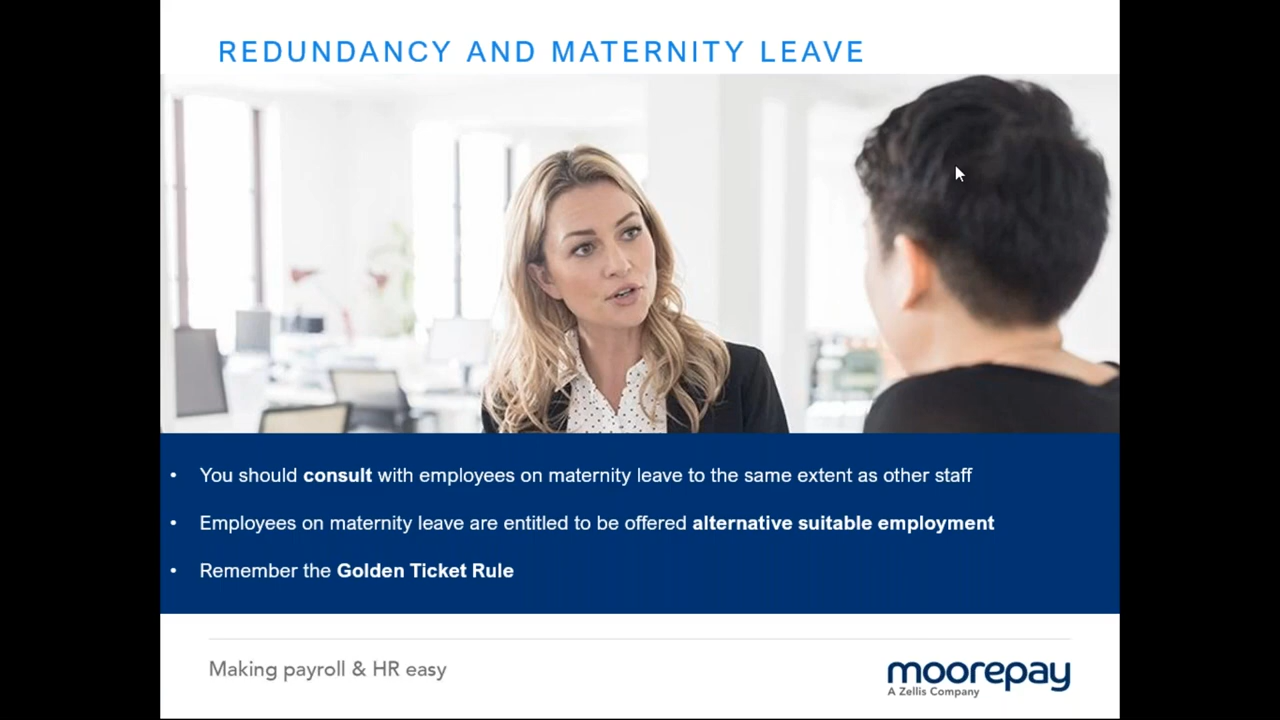 REDUNDANCY AND MATERNITY LEAVE
• You should consult with employees on maternity leave to the same extent as other staff
• Employees on maternity leave are entitled to be offered alternative suitable employment
• Remember the Golden Ticket Rule
Making payroll & HR easy
moorepay
A Zellis Company